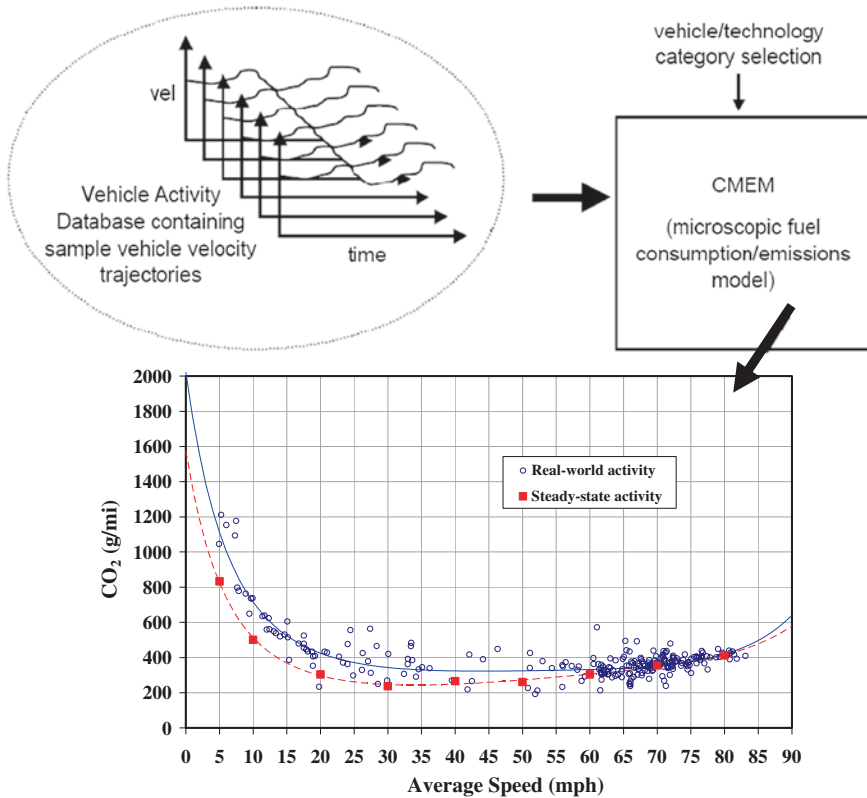 vel
Vehicle Activity
Database containing
sample vehicle velocity
trajectories
time
vehicle/technology
category selection
CMEM
(microscopic fuel
consumption/emissions
model)
2000
1800
1600
1400
1200
1000
800
600
400
200
0
CO2 (g/mi)
Real-world activity
Steady-state activity
0 5 10 15 20 25 30 35 40 45 50 55 60 65 70 75 80 85 90
Average Speed (mph)